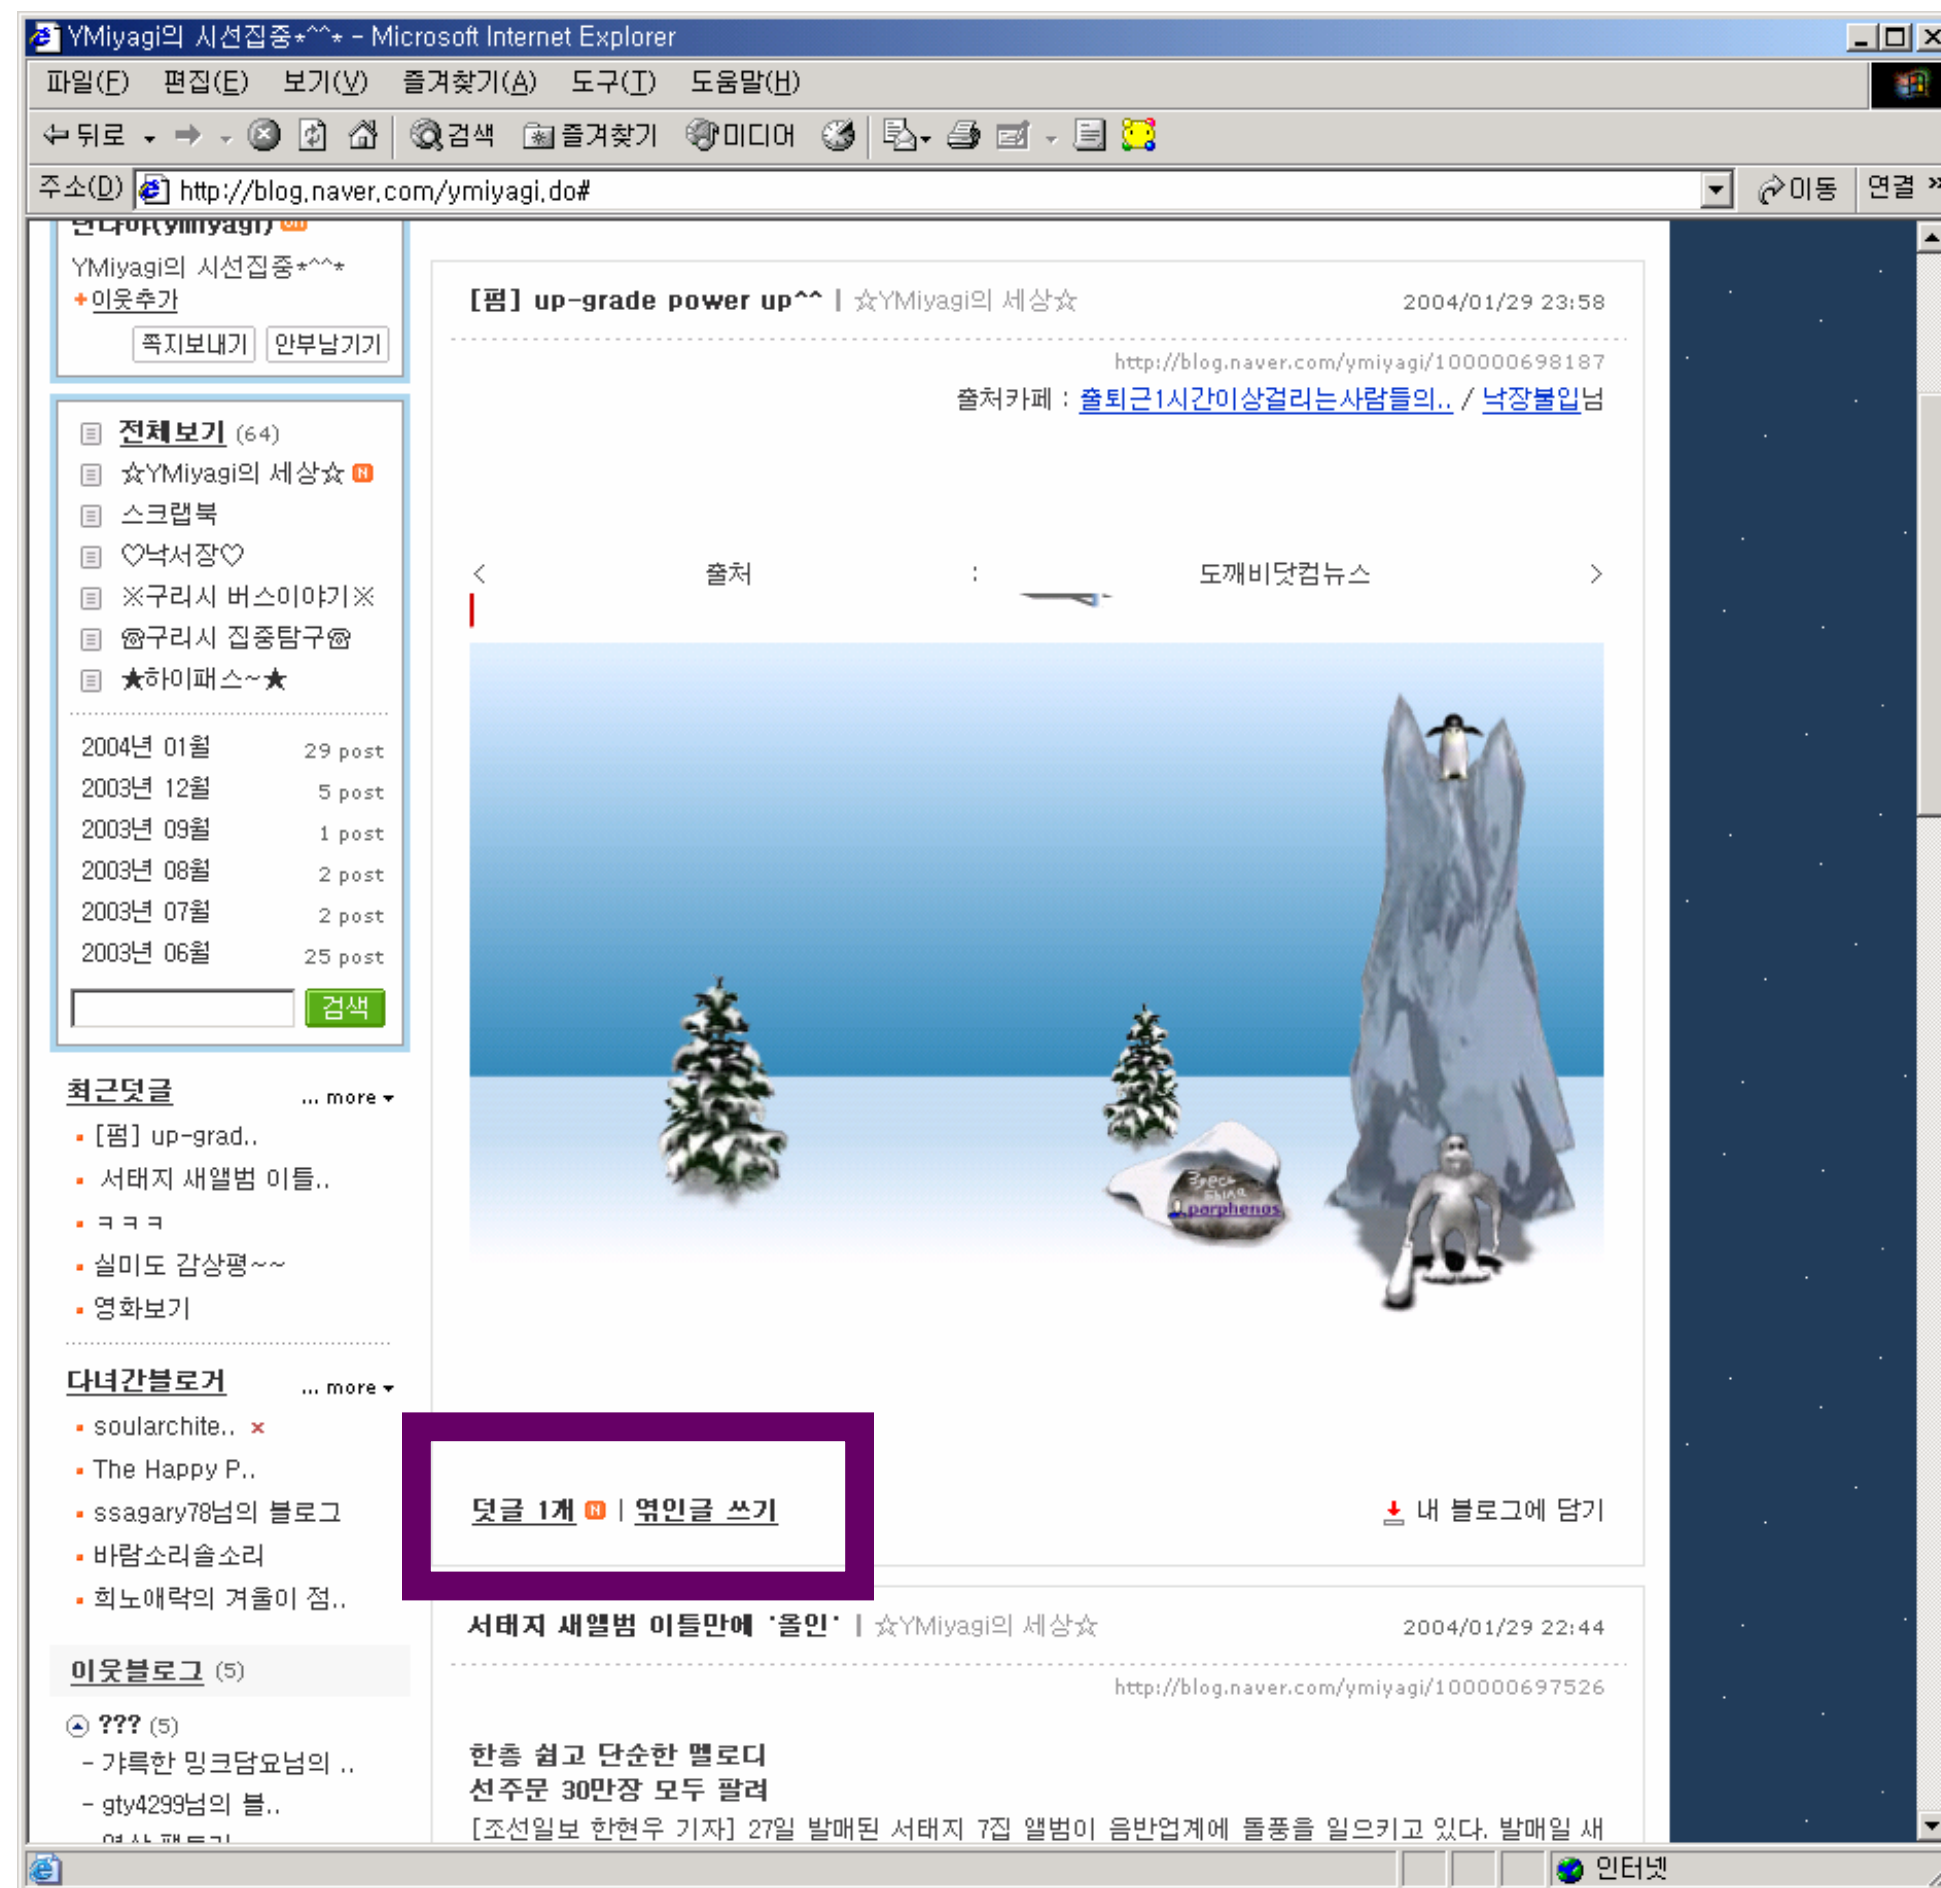 YMiyagi의 시선집중*^^* - Microsoft Internet Explorer
파일(F) 편집(E) 보기(V) 즐겨찾기(A) 도구(T) 도움말(H)
뒤로 검색 즐겨찾기 미디어
주소(D) http://blog.naver.com/ymiyagi.do# 이동 연결 »
(ymiyagi)
YMiyagi의 시선집중*^^*
+이웃추가
쪽지보내기 안부남기기
전체보기 (64)
☆YMiyagi의 세상☆ N
스크랩북
♡낙서장♡
※구리시 버스이야기※
☎구리시 집중탐구☎
★하이패스~★
2004년 01월 29 post
2003년 12월 5 post
2003년 09월 1 post
2003년 08월 2 post
2003년 07월 2 post
2003년 06월 25 post
검색
최근덧글 ... more
[펌] up-grad..
서태지 새앨범 이틀..
ㅋㅋㅋ
실미도 감상평~~
영화보기
다녀간블로거 ... more
soularchite.. x
The Happy P..
ssagary78님의 블로그
바람소리솔소리
희노애락의 겨울이 점..
이웃블로그 (5)
??? (5)
- 갸륵한 밍크담요님의 ..
- gty4299님의 블..
[펌] up-grade power up^^ | ☆YMiyagi의 세상☆ 2004/01/29 23:58
http://blog.naver.com/ymiyagi/100000698187
출처카페 : 출퇴근1시간이상걸리는사람들의.. / 낙장불입님
< 출처 : 도깨비닷컴뉴스 >
parphenos
덧글 1개 N | 엮인글 쓰기 내 블로그에 담기
서태지 새앨범 이틀만에 '올인' | ☆YMiyagi의 세상☆ 2004/01/29 22:44
http://blog.naver.com/ymiyagi/100000697526
한층 쉽고 단순한 멜로디
선주문 30만장 모두 팔려
[조선일보 한현우 기자] 27일 발매된 서태지 7집 앨범이 음반업계에 돌풍을 일으키고 있다. 발매일 새
인터넷